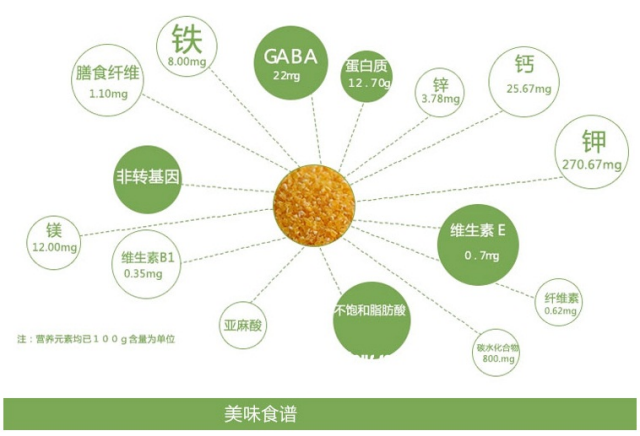 铁
8.00mg
膳食纤维
1.10mg
GABA
22mg
蛋白质
12.70g
锌
3.78mg
钙
25.67mg
钾
270.67mg
非转基因
镁
12.00mg
维生素B1
0.35mg
维生素E
0.7mg
亚麻酸
不饱和脂肪酸
纤维素
0.62mg
碳水化合物
800.mg
注：营养元素均已100g含量为单位
美味食谱